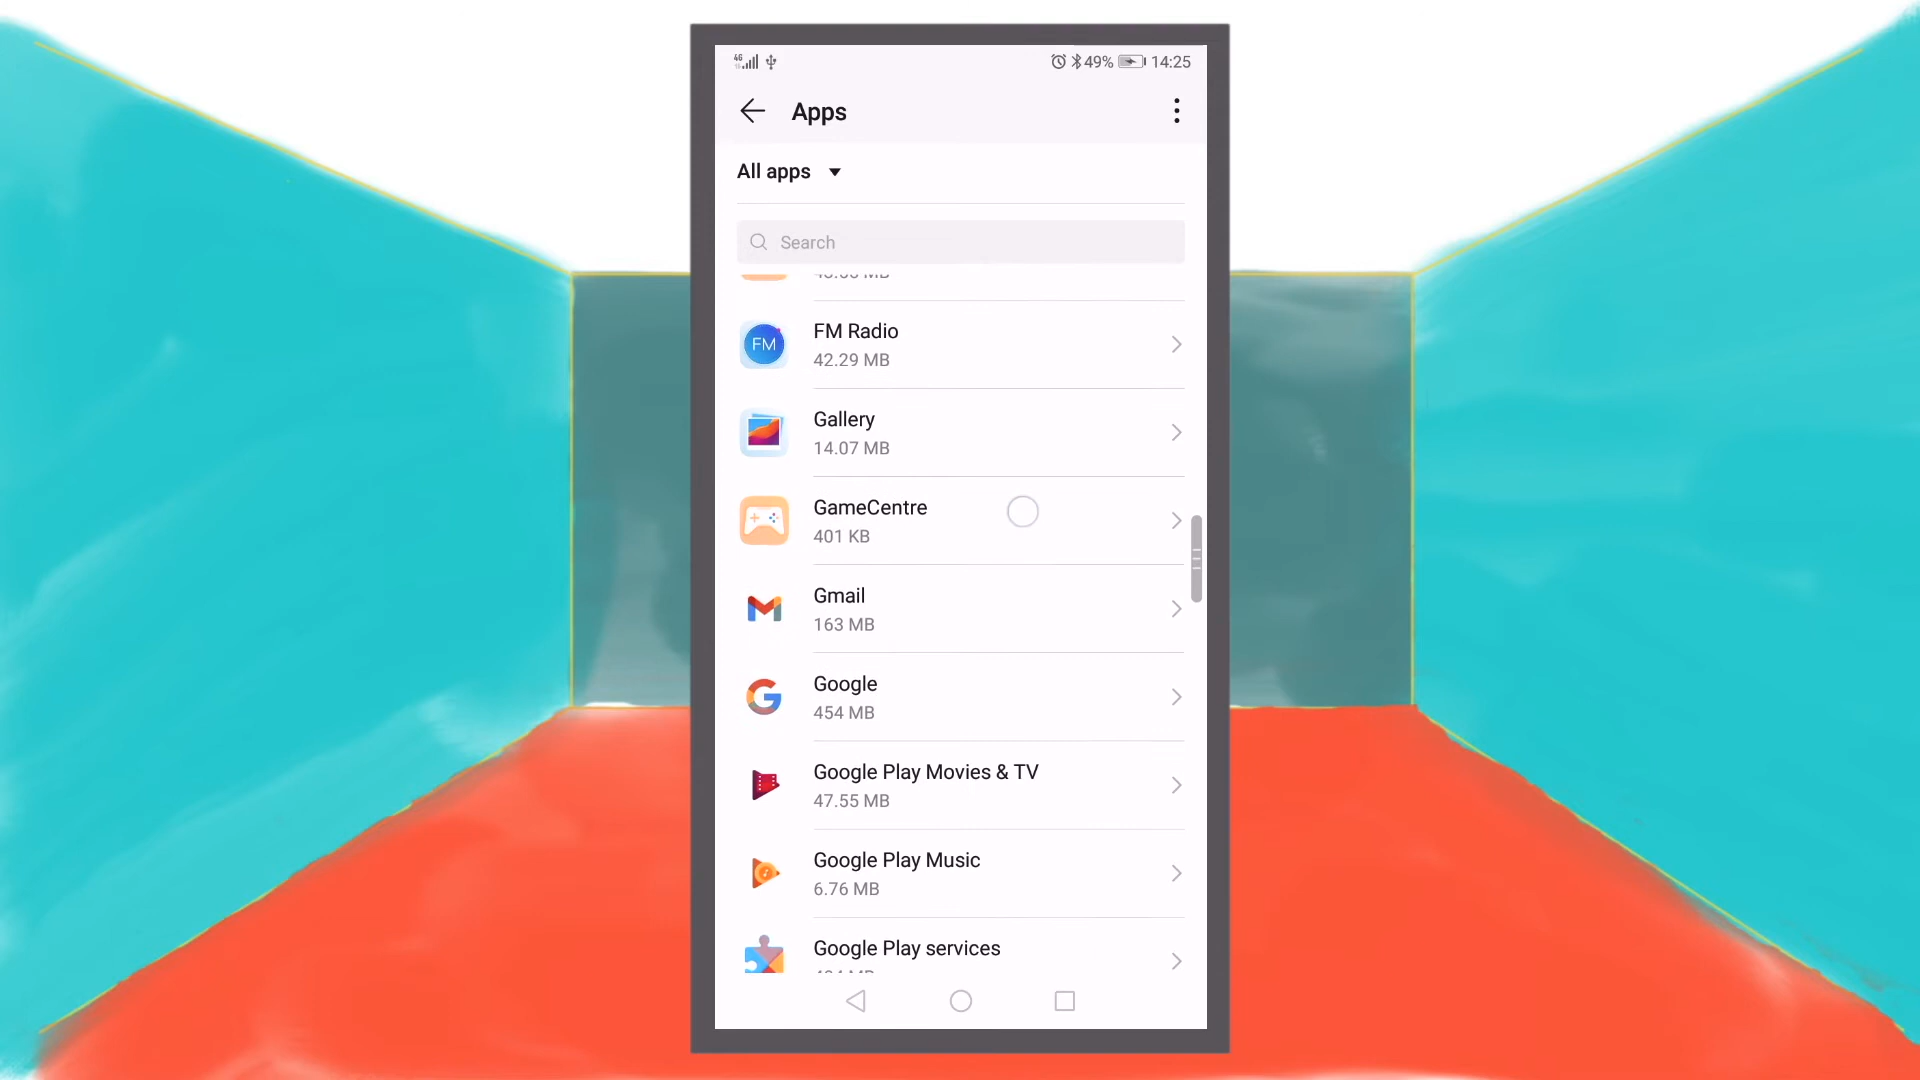 4G
49%
14:25
Apps
All apps
Search
FM Radio
42.29 MB
FM
Gallery
14.07 MB
GameCentre
401 KB
Gmail
163 MB
Google
454 MB
Google Play Movies & TV
47.55 MB
Google Play Music
6.76 MB
Google Play services